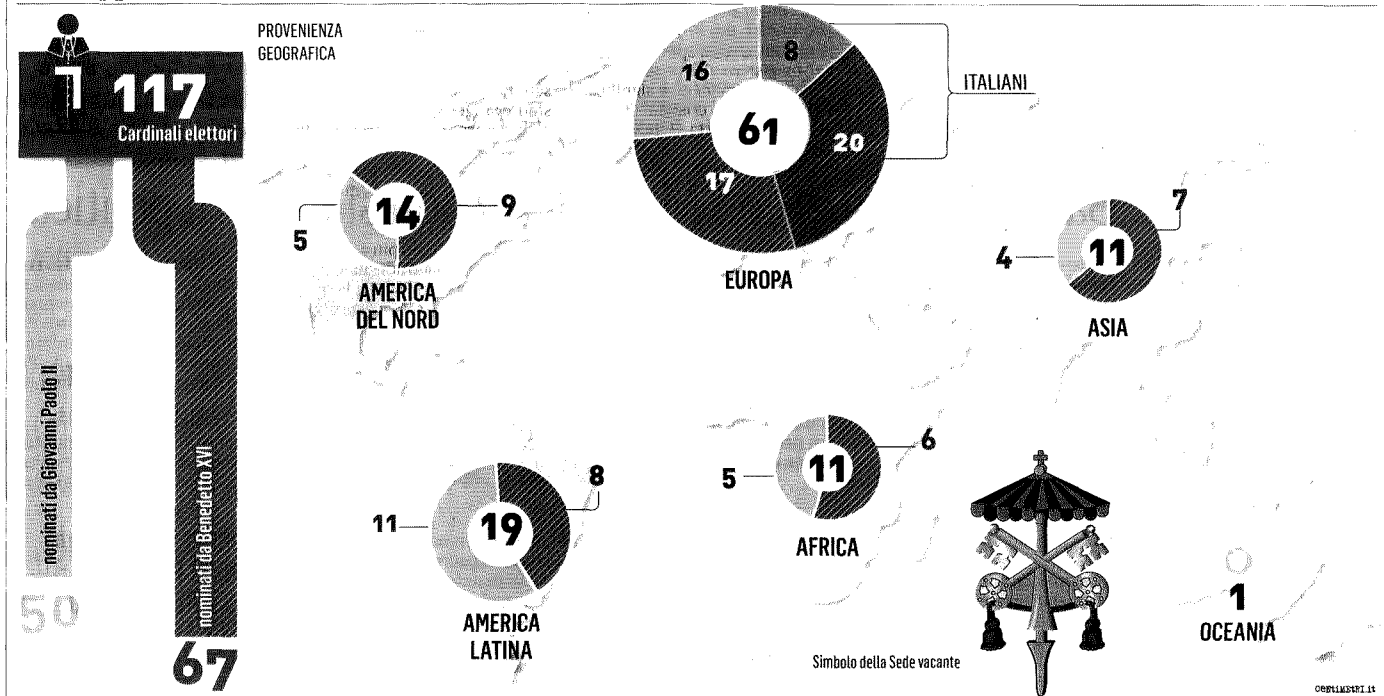 PROVENIENZA
GEOGRAFICA
117
Cardinali elettori
nominati da Giovanni Paolo II
50
nominati da Benedetto XVI
67
14
5
9
AMERICA
DEL NORD
61
16
8
20
17
ITALIANI
EUROPA
11
4
7
ASIA
19
11
8
AMERICA
LATINA
11
5
6
AFRICA
Simbolo della Sede vacante
1
OCEANIA